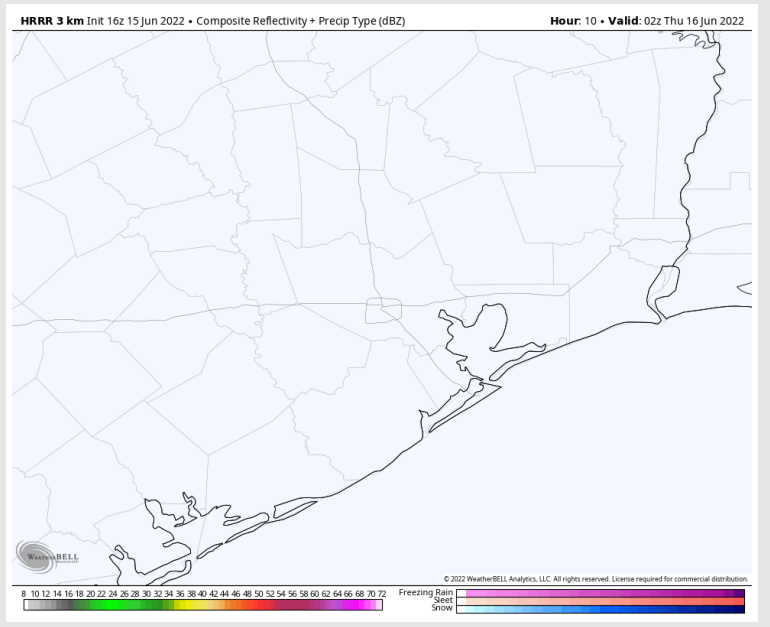 HRRR 3 km Init 16z 15 Jun 2022 • Composite Reflectivity + Precip Type (dBZ)
Hour: 10 • Valid: 02z Thu 16 Jun 2022
WEATHERBELL
© 2022 WeatherBELL Analytics, LLC. All rights reserved. License required for commercial distribution.
8 10 12 14 16 18 20 22 24 26 28 30 32 34 36 38 40 42 44 46 48 50 52 54 56 58 60 62 64 66 68 70 72
Freezing Rain
Sleet
Snow